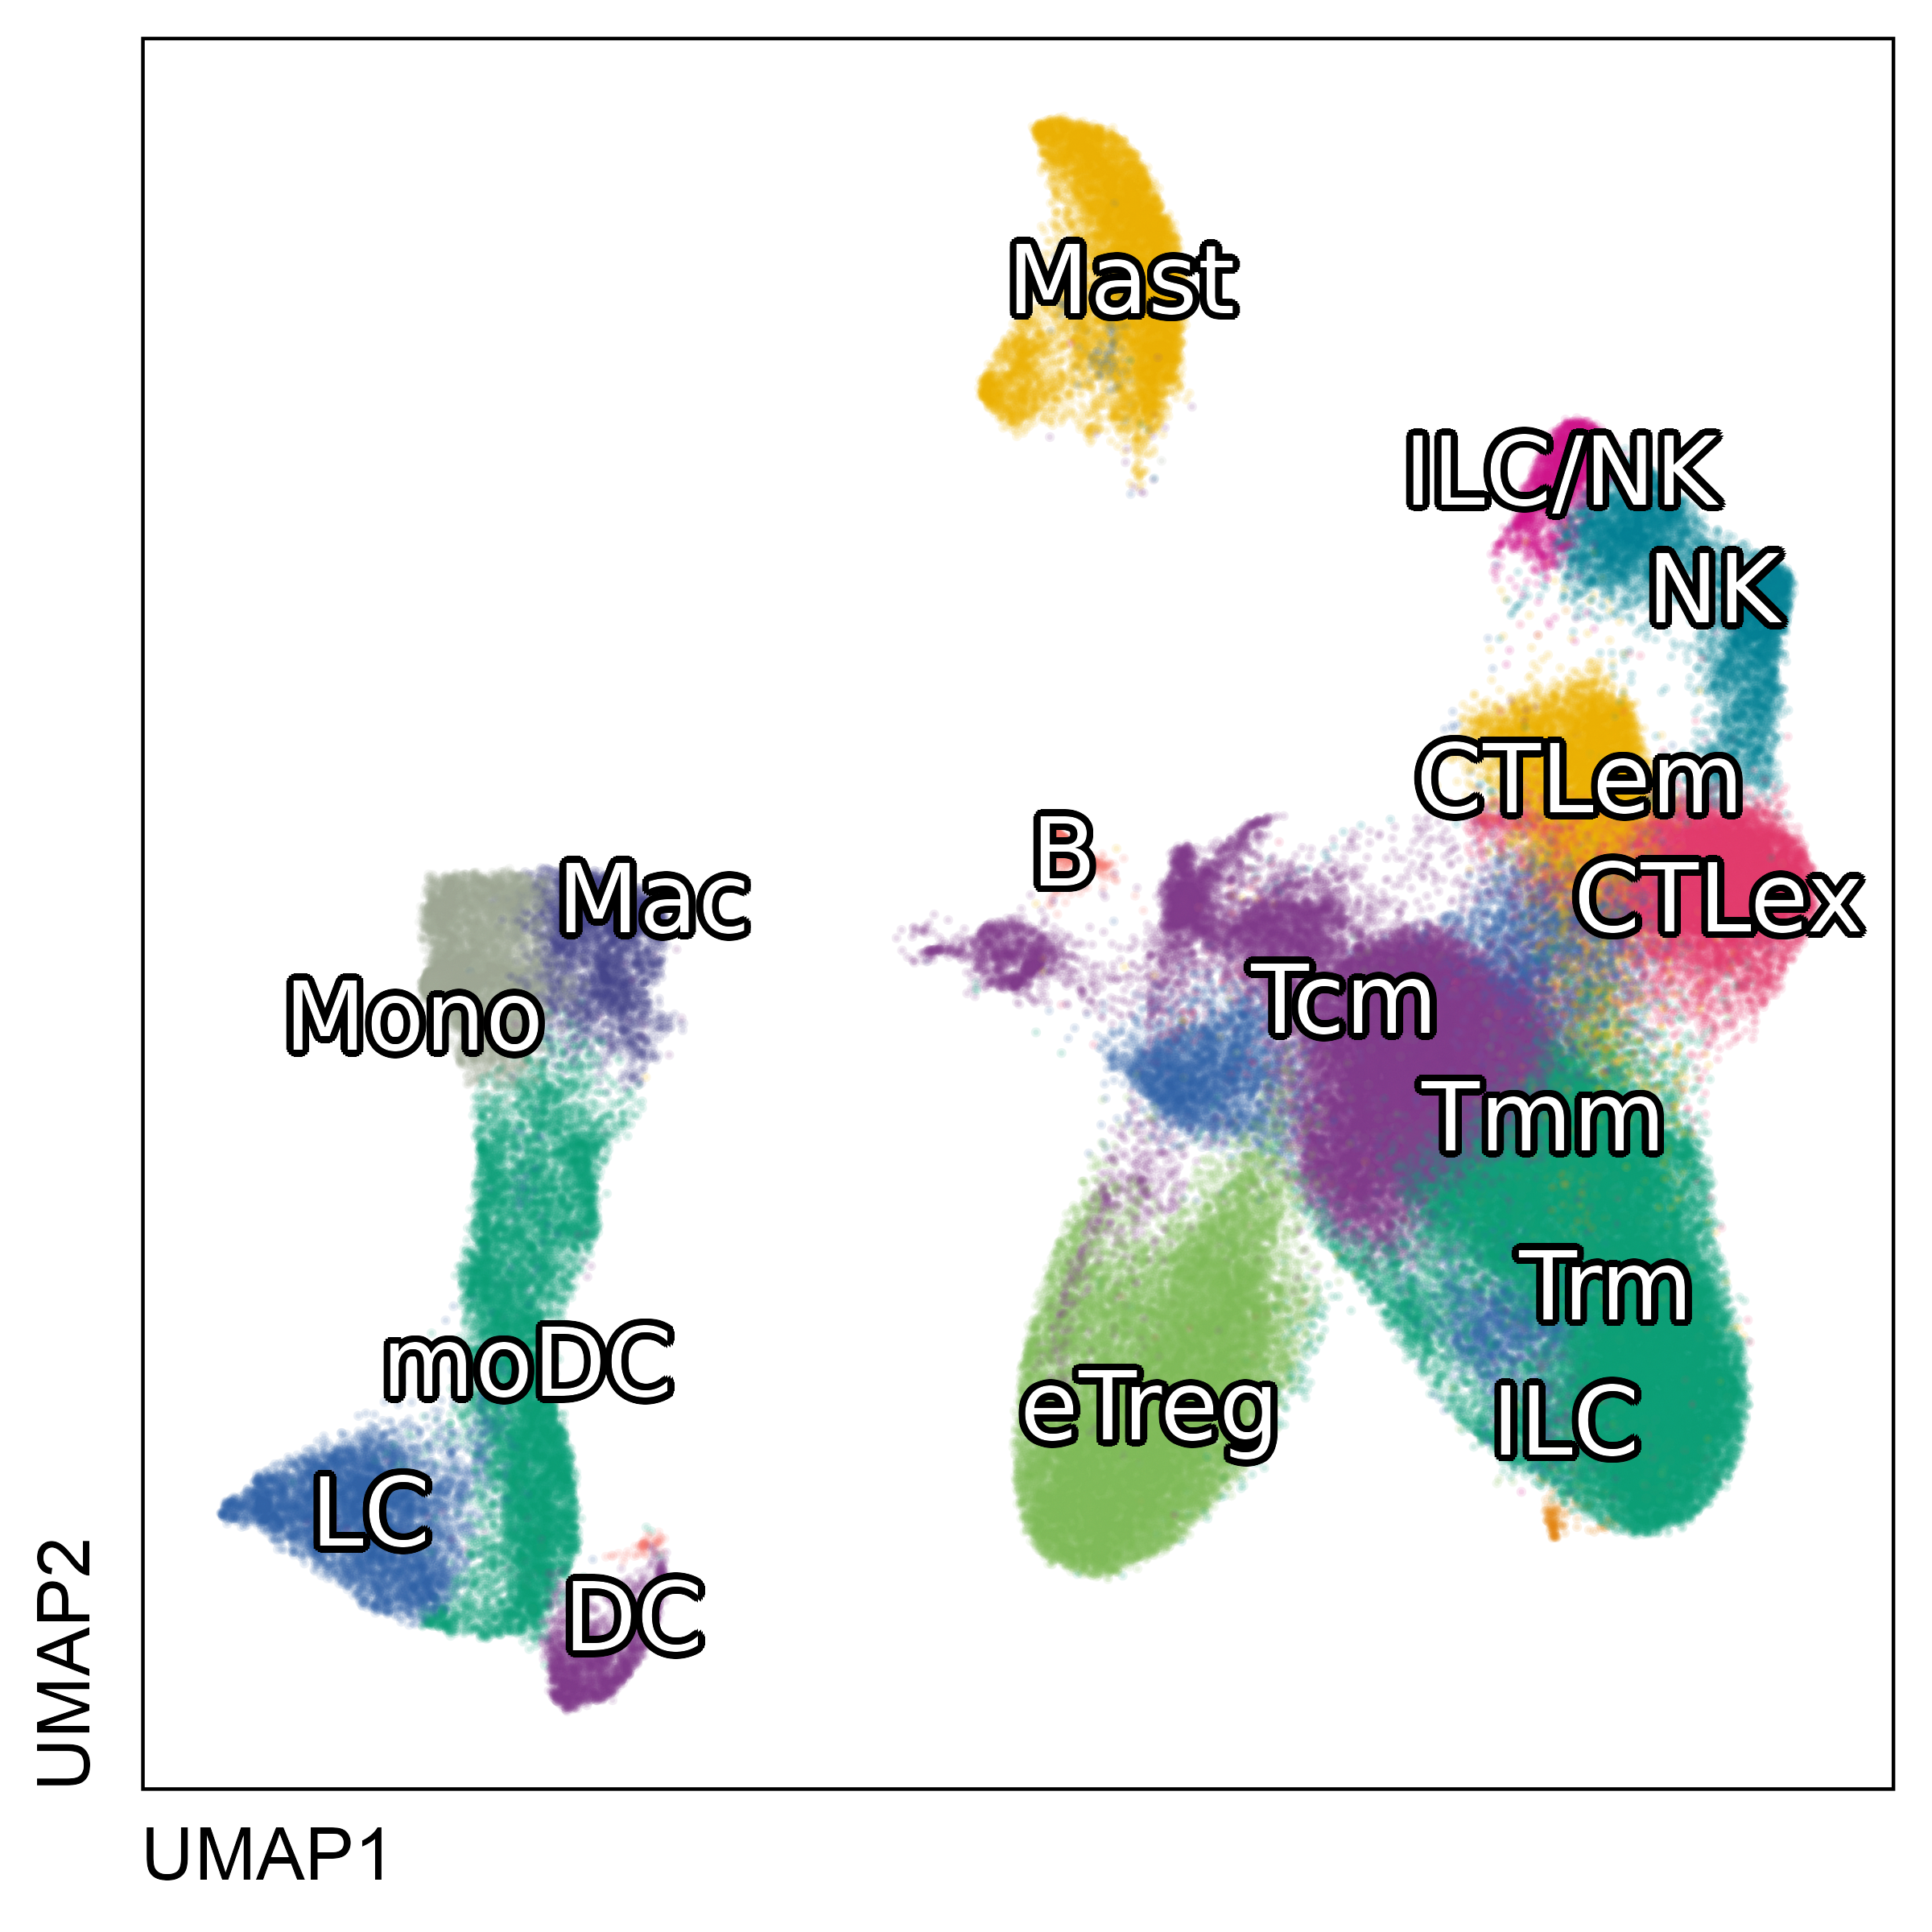 Mast
ILC/NK
NK
CTLem
B
CTLex
Mac
Tcm
Mono
Tmm
Trm
moDC
eTreg
ILC
LC
DC
UMAP2
UMAP1